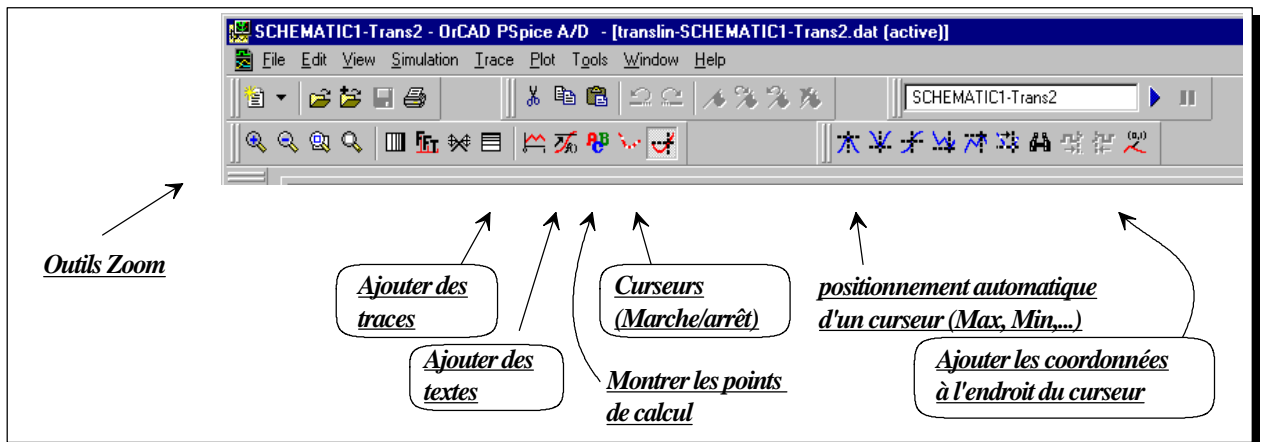 SCHEMATIC1-Trans2 - OrCAD PSpice A/D - [translin-SCHEMATIC1-Trans2.dat (active)]
File Edit View Simulation Trace Plot Tools Window Help
SCHEMATIC1-Trans2
FFT ABC
Outils Zoom
Ajouter des
traces
Ajouter des
textes
Montrer les points
de calcul
Curseurs
(Marche/arrêt)
positionnement automatique
d'un curseur (Max, Min,...)
Ajouter les coordonnées
à l'endroit du curseur